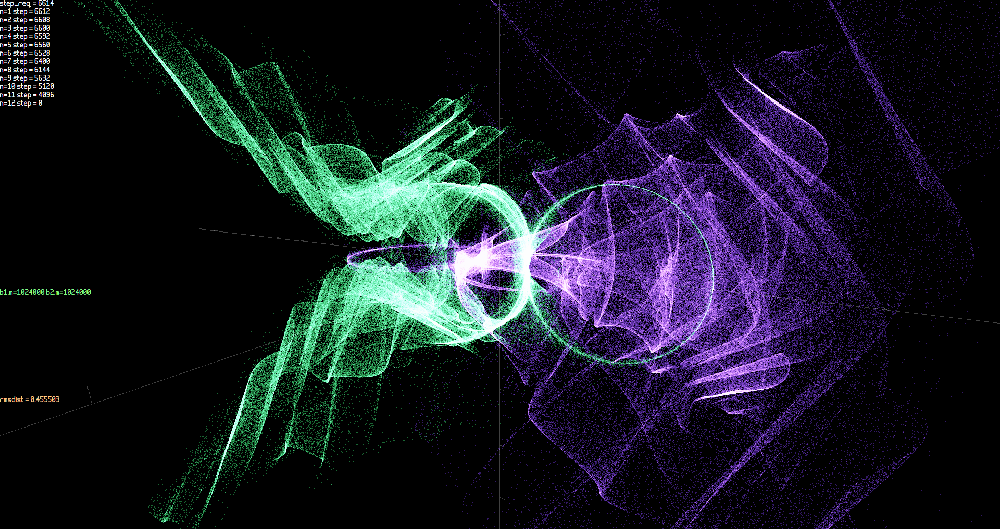 step_req = 6614
n=1 step = 6612
n=2 step = 6608
n=3 step = 6600
n=4 step = 6592
n=5 step = 6560
n=6 step = 6528
n=7 step = 6400
n=8 step = 6144
n=9 step = 5632
n=10 step = 5120
n=11 step = 4096
n=12 step = 0
b1.m=1024000 b2.m=1024000
rmsdist = 0.455503